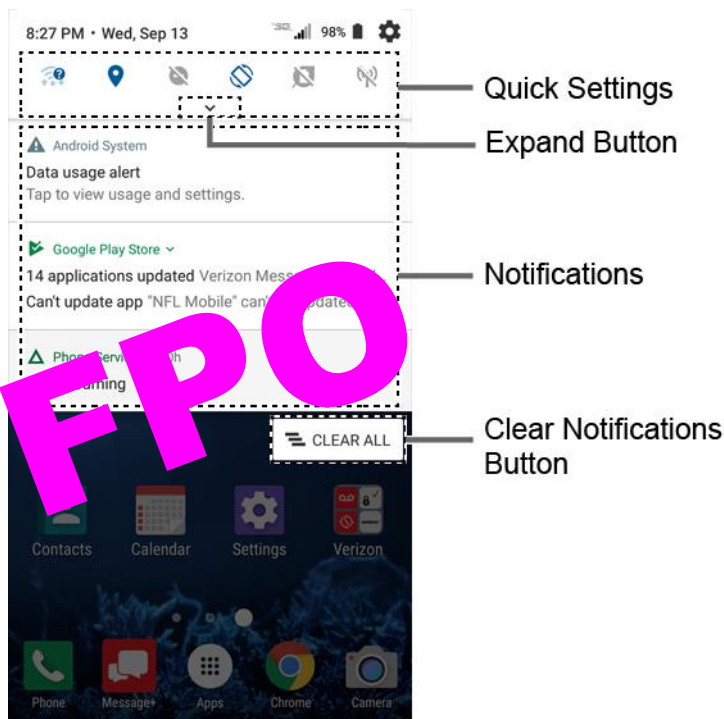 8:27 PM • Wed, Sep 13
3G
98%
Quick Settings
Expand Button
Android System
Data usage alert
Tap to view usage and settings.
Google Play Store
14 applications updated Verizon
Can't update app "NFL Mobile"
Notifications
FPO
CLEAR ALL
Clear Notifications
Button
Contacts
Calendar
Settings
Verizon
Phone
Message+
Apps
Chrome
Camera